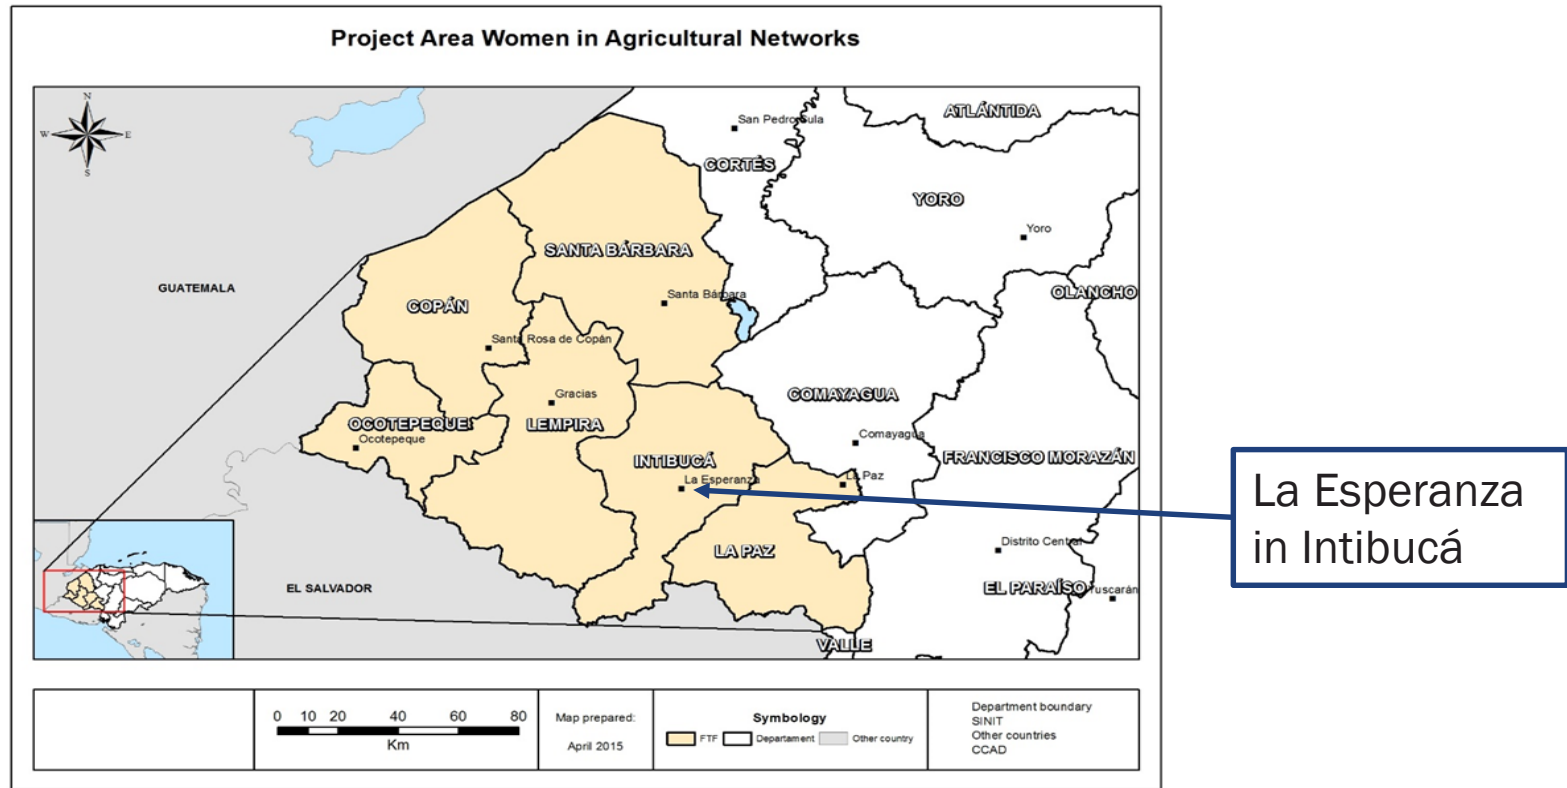 Project Area Women in Agricultural Networks
N
W
E
S
ATLÁNTIDA
San Pedro Sula
CORTÉS
YORO
Yoro
SANTA BÁRBARA
GUATEMALA
Santa Bárbara
OLANCHO
COPÁN
Santa Rosa de Copán
Gracias
COMAYAGUA
OCOTEPEQUE
LEMPIRA
Ocotepeque
Comayagua
INTIBUCÁ
FRANCISCO MORAZÁN
La Esperanza
La Paz
La Esperanza
in Intibucá
LA PAZ
Distrito Central
EL SALVADOR
EL PARAÍSO
Yuscarán
VALLE
0 10 20 40 60 80
Km
Map prepared:
April 2015
Symbology
FTF
Departament
Other country
Department boundary
SINIT
Other countries
CCAD